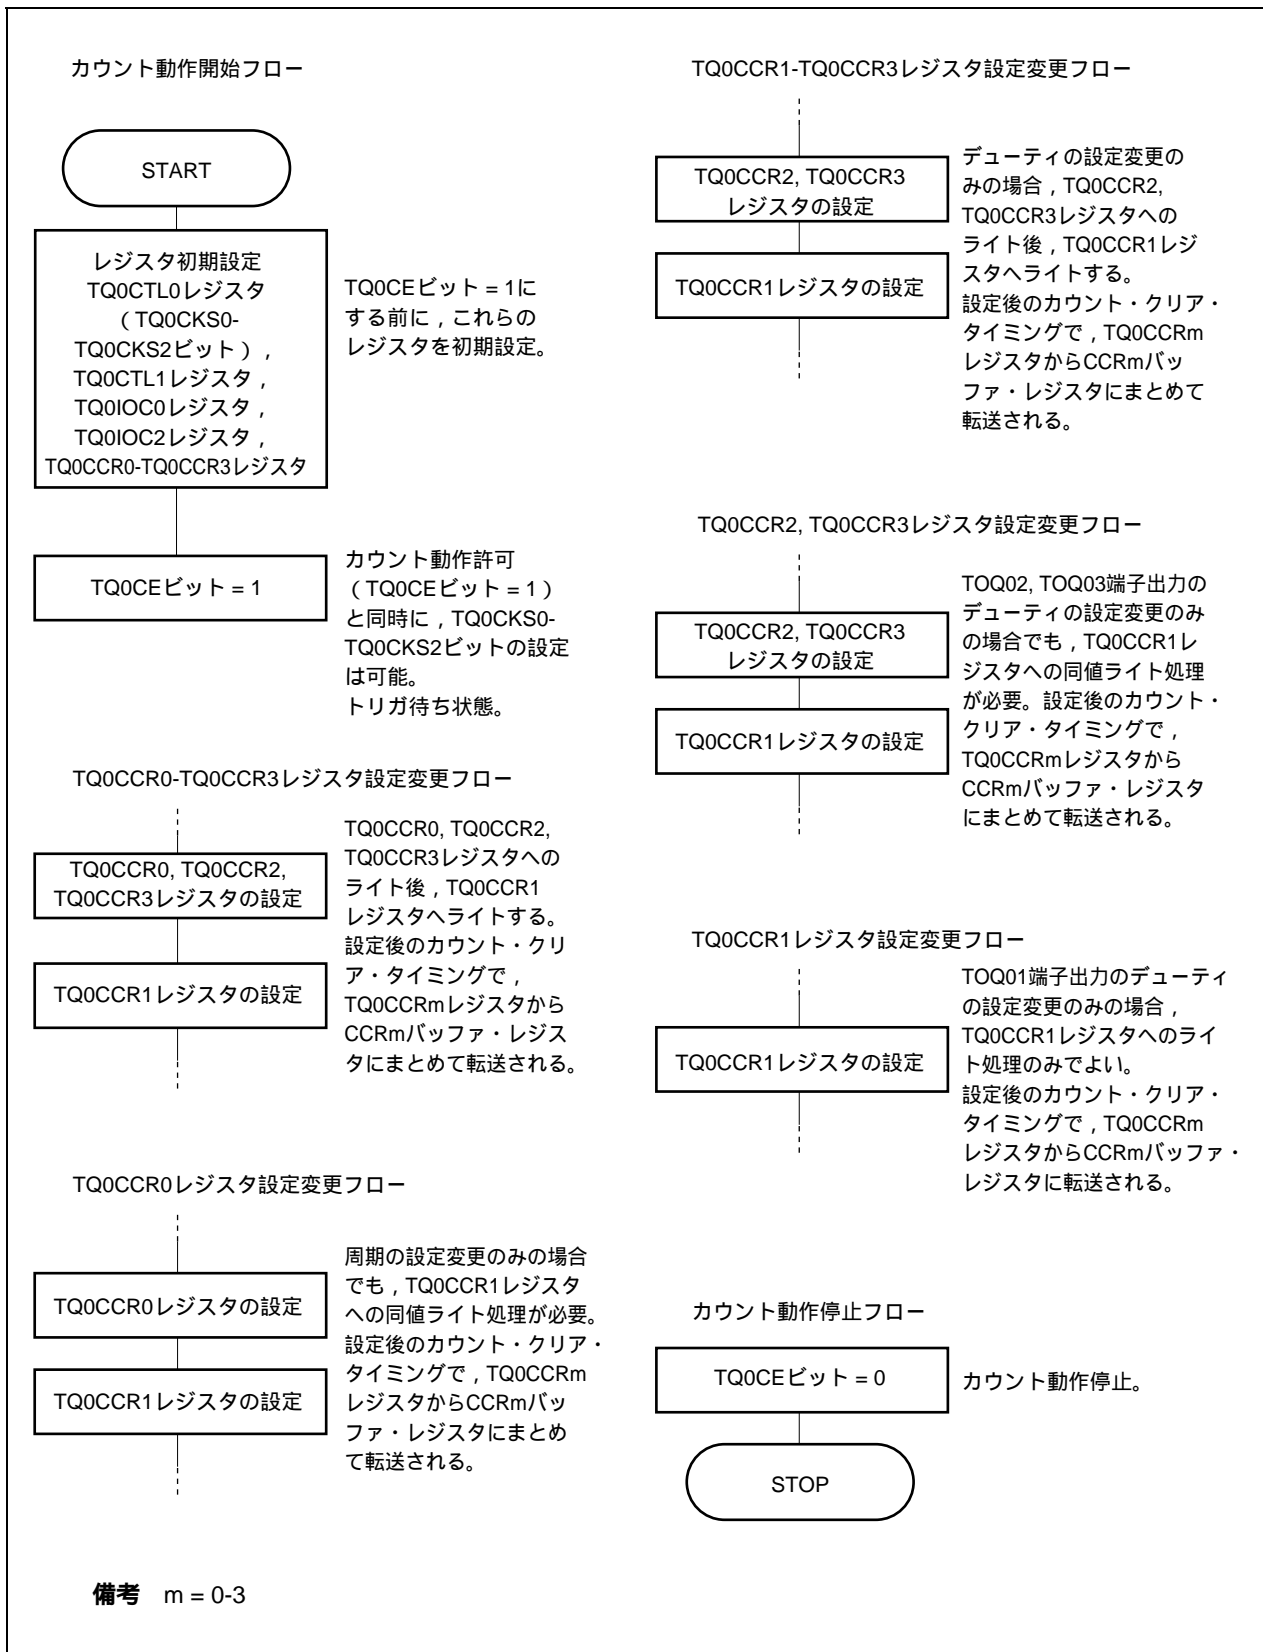 カウント動作開始フロー
START
レジスタ初期設定
TQ0CTL0レジスタ
（TQ0CKS0-
TQ0CKS2ビット），
TQ0CTL1レジスタ，
TQ0IOC0レジスタ，
TQ0IOC2レジスタ，
TQ0CCR0-TQ0CCR3レジスタ
TQ0CEビット = 1に
する前に，これらの
レジスタを初期設定。
TQ0CEビット = 1
カウント動作許可
（TQ0CEビット = 1）
と同時に，TQ0CKS0-
TQ0CKS2ビットの設定
は可能。
トリガ待ち状態。
TQ0CCR0-TQ0CCR3レジスタ設定変更フロー
TQ0CCR0, TQ0CCR2,
TQ0CCR3レジスタの設定
TQ0CCR1レジスタの設定
TQ0CCR0, TQ0CCR2,
TQ0CCR3レジスタへの
ライト後，TQ0CCR1
レジスタへライトする。
設定後のカウント・クリ
ア・タイミングで，
TQ0CCRmレジスタから
CCRmバッファ・レジス
タにまとめて転送される。
TQ0CCR0レジスタ設定変更フロー
TQ0CCR0レジスタの設定
TQ0CCR1レジスタの設定
周期の設定変更のみの場合
でも，TQ0CCR1レジスタ
への同値ライト処理が必要。
設定後のカウント・クリア・
タイミングで，TQ0CCRm
レジスタからCCRmバッ
ファ・レジスタにまとめ
て転送される。
TQ0CCR1-TQ0CCR3レジスタ設定変更フロー
TQ0CCR2, TQ0CCR3
レジスタの設定
TQ0CCR1レジスタの設定
デューティの設定変更の
みの場合，TQ0CCR2,
TQ0CCR3レジスタへの
ライト後，TQ0CCR1レジ
スタへライトする。
設定後のカウント・クリア・
タイミングで，TQ0CCRm
レジスタからCCRmバッ
ファ・レジスタにまとめて
転送される。
TQ0CCR2, TQ0CCR3レジスタ設定変更フロー
TQ0CCR2, TQ0CCR3
レジスタの設定
TQ0CCR1レジスタの設定
TOQ02, TOQ03端子出力の
デューティの設定変更のみ
の場合でも，TQ0CCR1レ
ジスタへの同値ライト処理
が必要。設定後のカウント・
クリア・タイミングで，
TQ0CCRmレジスタから
CCRmバッファ・レジスタ
にまとめて転送される。
TQ0CCR1レジスタ設定変更フロー
TQ0CCR1レジスタの設定
TOQ01端子出力のデューティ
の設定変更のみの場合，
TQ0CCR1レジスタへのライ
ト処理のみでよい。
設定後のカウント・クリア・
タイミングで，TQ0CCRm
レジスタからCCRmバッファ・
レジスタに転送される。
カウント動作停止フロー
TQ0CEビット = 0
カウント動作停止。
STOP
備考 m = 0-3